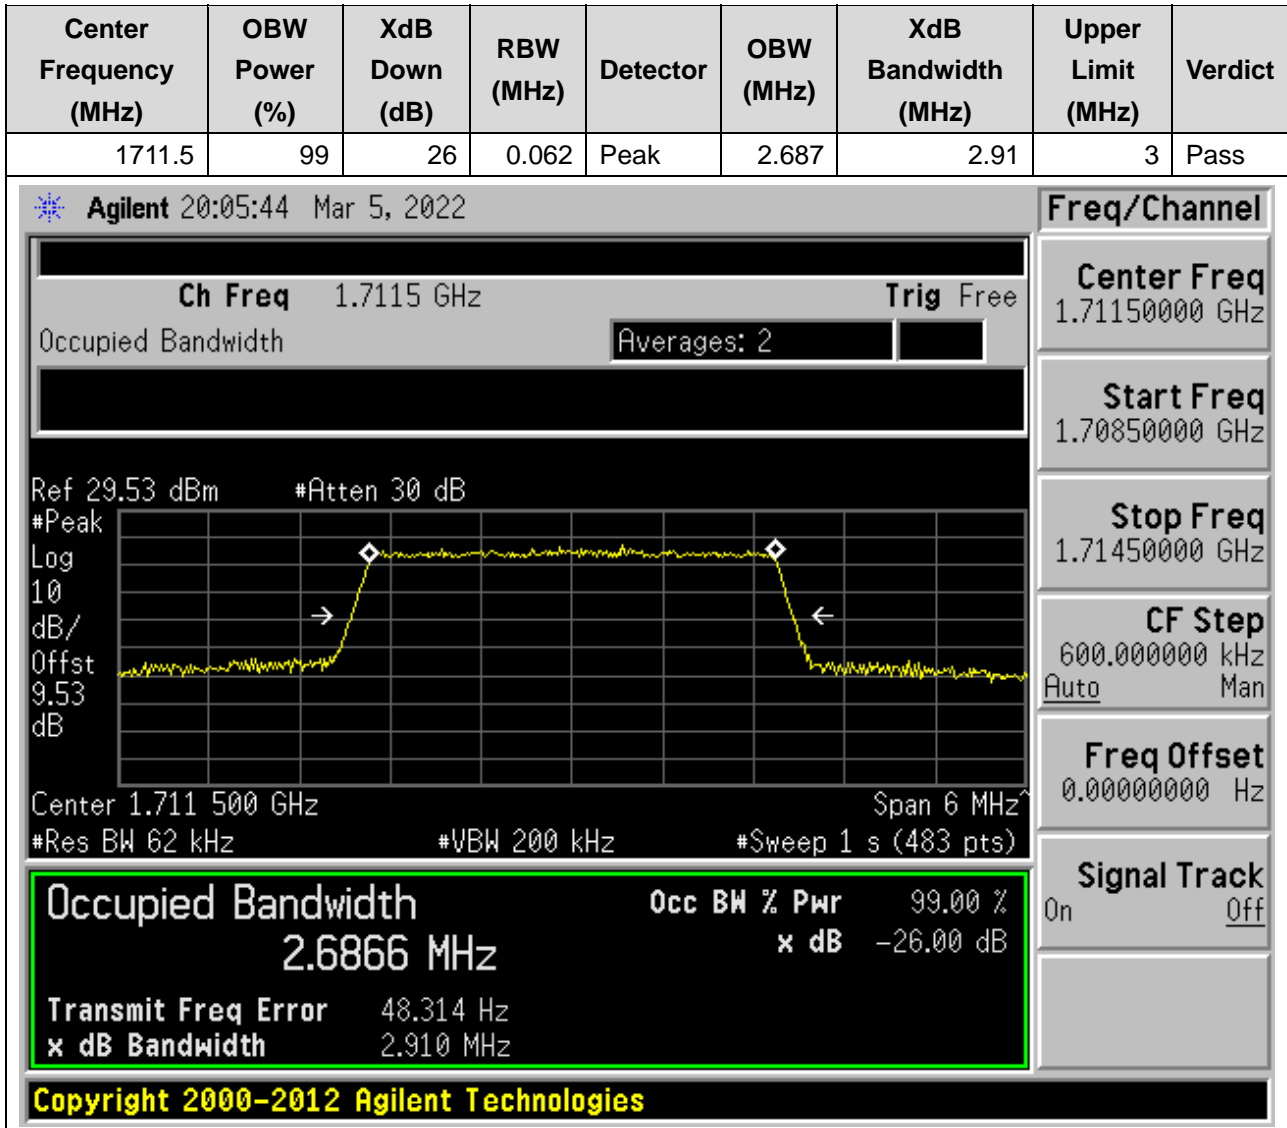 Center Frequency (MHz) OBW Power (%) XdB Down (dB) RBW (MHz) Detector OBW (MHz) XdB Bandwidth (MHz) Upper Limit (MHz) Verdict
1711.5 99 26 0.062 Peak 2.687 2.91 3 Pass
Agilent 20:05:44 Mar 5, 2022
Freq/Channel
Ch Freq 1.7115 GHz Trig Free
Occupied Bandwidth Averages: 2
Ref 29.53 dBm #Atten 30 dB
#Peak
Log
10
dB/
Offst
9.53
dB
Center 1.711 500 GHz Span 6 MHz^
#Res BW 62 kHz #VBW 200 kHz #Sweep 1 s (483 pts)
Occupied Bandwidth Occ BW % Pwr 99.00 %
2.6866 MHz x dB -26.00 dB
Transmit Freq Error 48.314 Hz
x dB Bandwidth 2.910 MHz
Center Freq
1.71150000 GHz
Start Freq
1.70850000 GHz
Stop Freq
1.71450000 GHz
CF Step
600.000000 kHz
Auto Man
Freq Offset
0.00000000 Hz
Signal Track
On Off
Copyright 2000-2012 Agilent Technologies